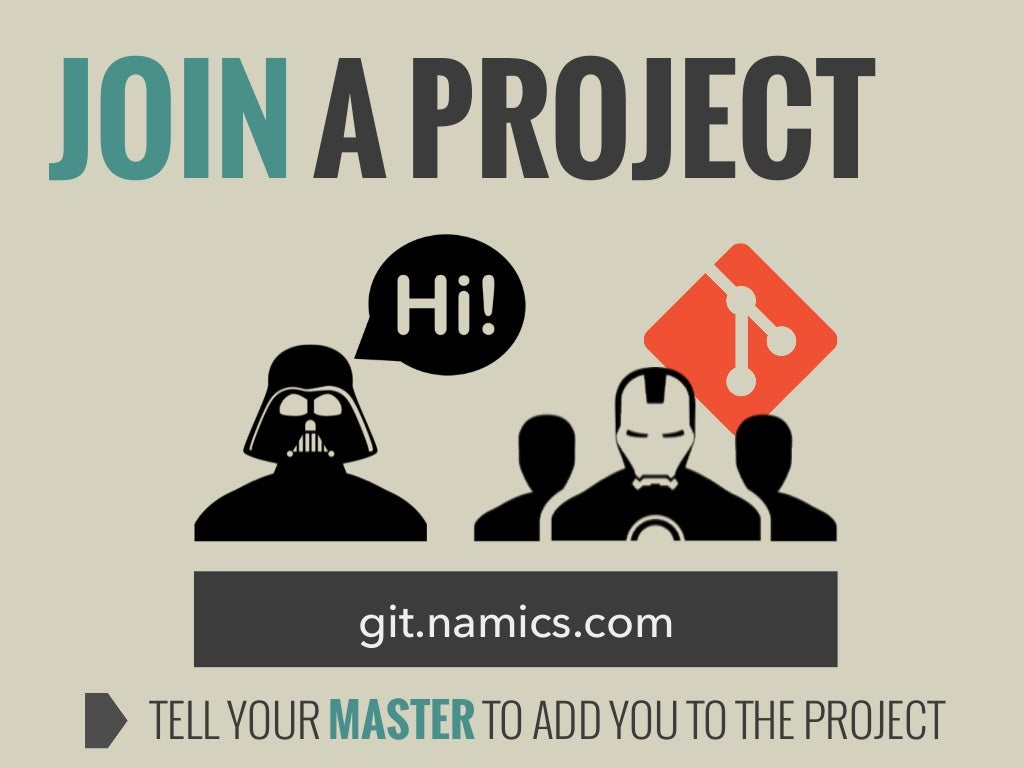 JOIN A PROJECT
Hi!
git.namics.com
TELL YOUR MASTER TO ADD YOU TO THE PROJECT